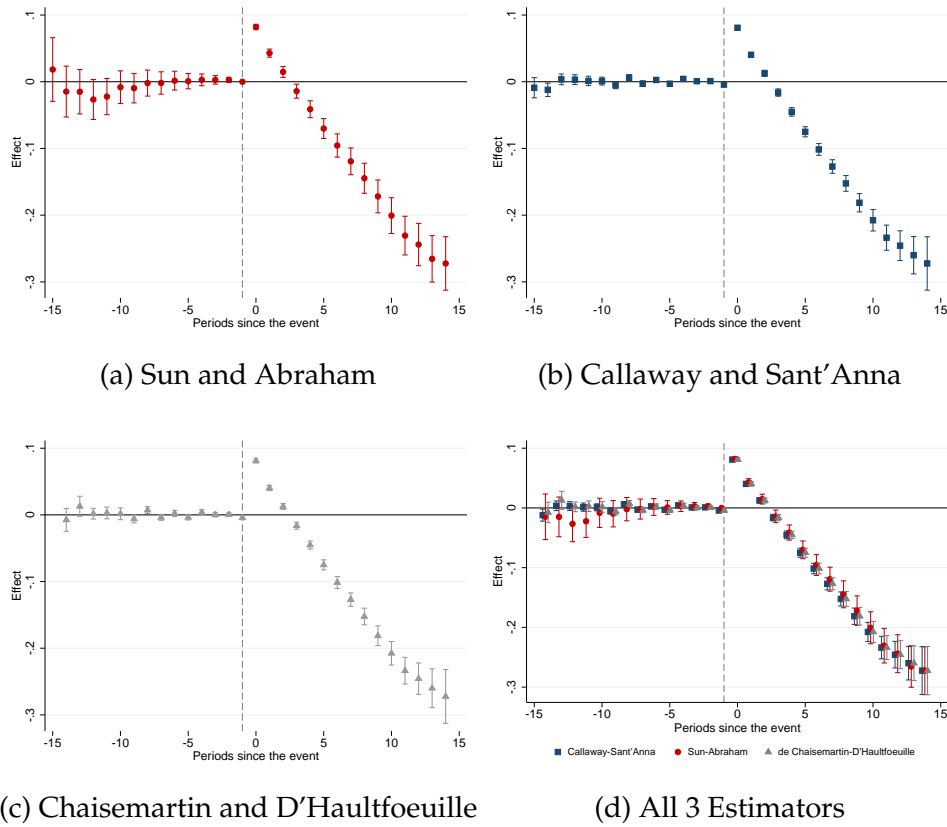 .1
0
-.1
-.2
-.3
Effect
-15 -10 -5 0 5 10 15
Periods since the event
(a) Sun and Abraham
.1
0
-.1
-.2
-.3
Effect
-15 -10 -5 0 5 10 15
Periods since the event
(b) Callaway and Sant’Anna
.1
0
-.1
-.2
-.3
Effect
-15 -10 -5 0 5 10 15
Periods since the event
(c) Chaisemartin and D’Haultfoeuille
.1
0
-.1
-.2
-.3
Effect
-15 -10 -5 0 5 10 15
Periods since the event
Callaway-Sant'Anna Sun-Abraham de Chaisemartin-D'Haultfoeuille
(d) All 3 Estimators